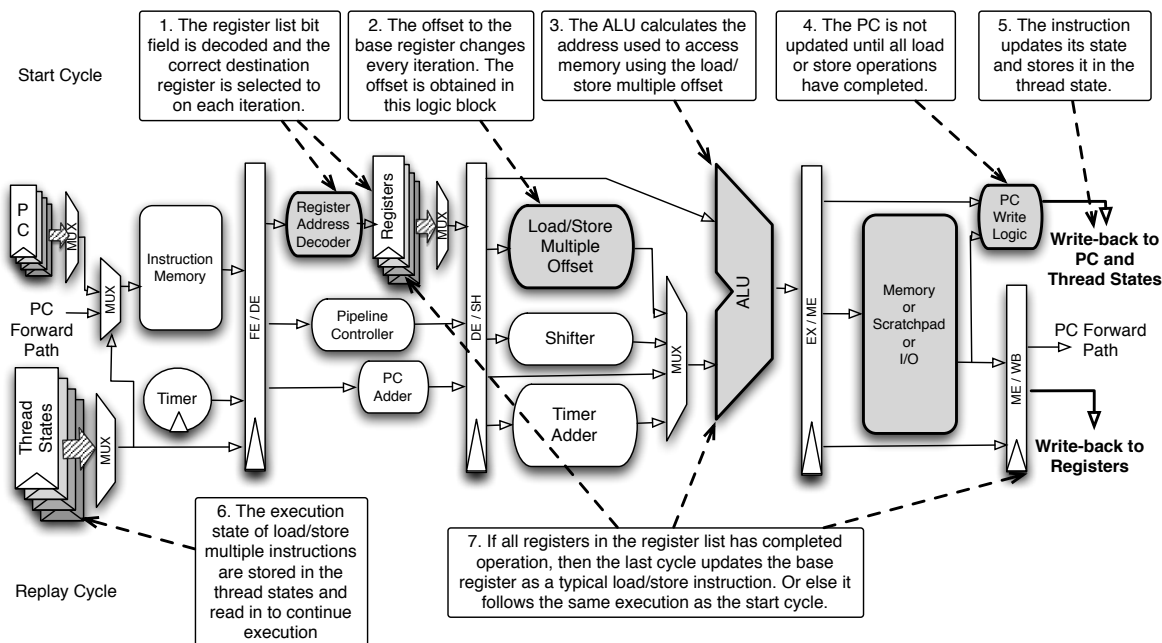 1. The register list bit
field is decoded and the
correct destination
register is selected to
on each iteration.
2. The offset to the
base register changes
every iteration. The
offset is obtained in
this logic block
3. The ALU calculates the
address used to access
memory using the load/
store multiple offset
4. The PC is not
updated until all load
or store operations
have completed.
5. The instruction
updates its state
and stores it in the
thread state.
Start Cycle
P
C
MUX
PC
Forward
Path
MUX
Instruction
Memory
Timer
Thread
States
MUX
FE / DE
Register
Address
Decoder
Registers
MUX
Pipeline
Controller
PC
Adder
DE / SH
Load/Store
Multiple
Offset
Shifter
Timer
Adder
MUX
ALU
EX / ME
Memory
or
Scratchpad
or
I/O
PC
Write
Logic
Write-back to
PC and
Thread States
ME / WB
PC Forward
Path
Write-back to
Registers
6. The execution
state of load/store
multiple instructions
are stored in the
thread states and
read in to continue
execution
7. If all registers in the register list has completed
operation, then the last cycle updates the base
register as a typical load/store instruction. Or else it
follows the same execution as the start cycle.
Replay Cycle